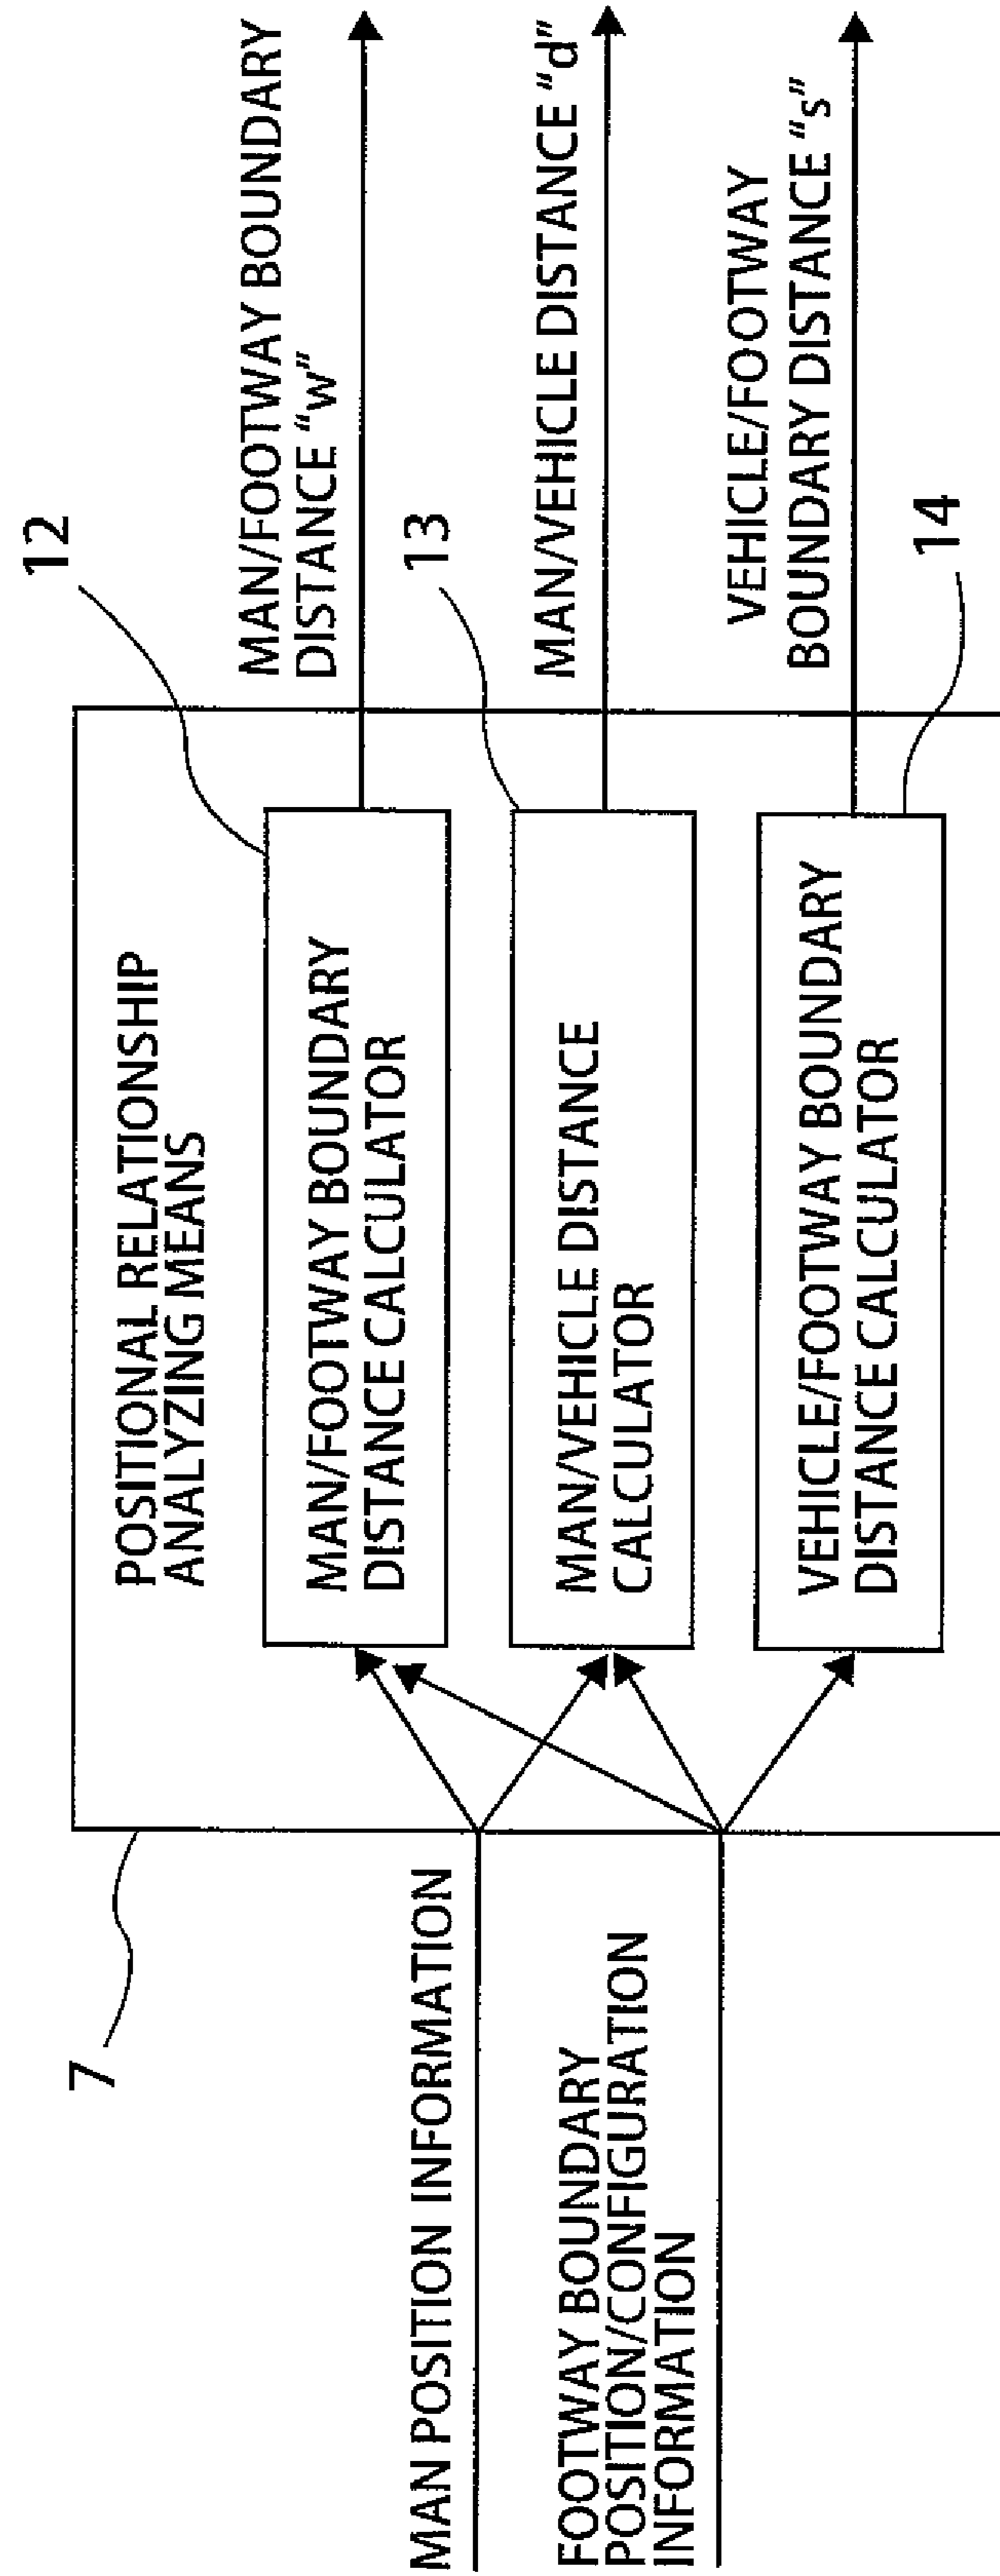 7
MAN POSITION INFORMATION
FOOTWAY BOUNDARY
POSITION/CONFIGURATION
INFORMATION
POSITIONAL RELATIONSHIP
ANALYZING MEANS
MAN/FOOTWAY BOUNDARY
DISTANCE CALCULATOR
MAN/VEHICLE DISTANCE
CALCULATOR
VEHICLE/FOOTWAY BOUNDARY
DISTANCE CALCULATOR
12
MAN/FOOTWAY BOUNDARY
DISTANCE “w”
13
MAN/VEHICLE DISTANCE “d”
VEHICLE/FOOTWAY
BOUNDARY DISTANCE “s”
14